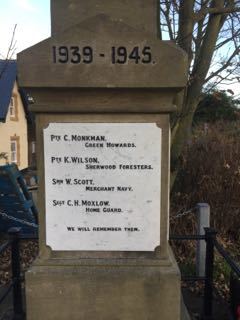 1939 - 1945.
Pte C. Monkman.
Green Howards.
Pte K. Wilson.
Sherwood Foresters.
Smn W. Scott.
Merchant Navy.
Sgt C. H. Moxlow.
Home Guard.
We will remember them.